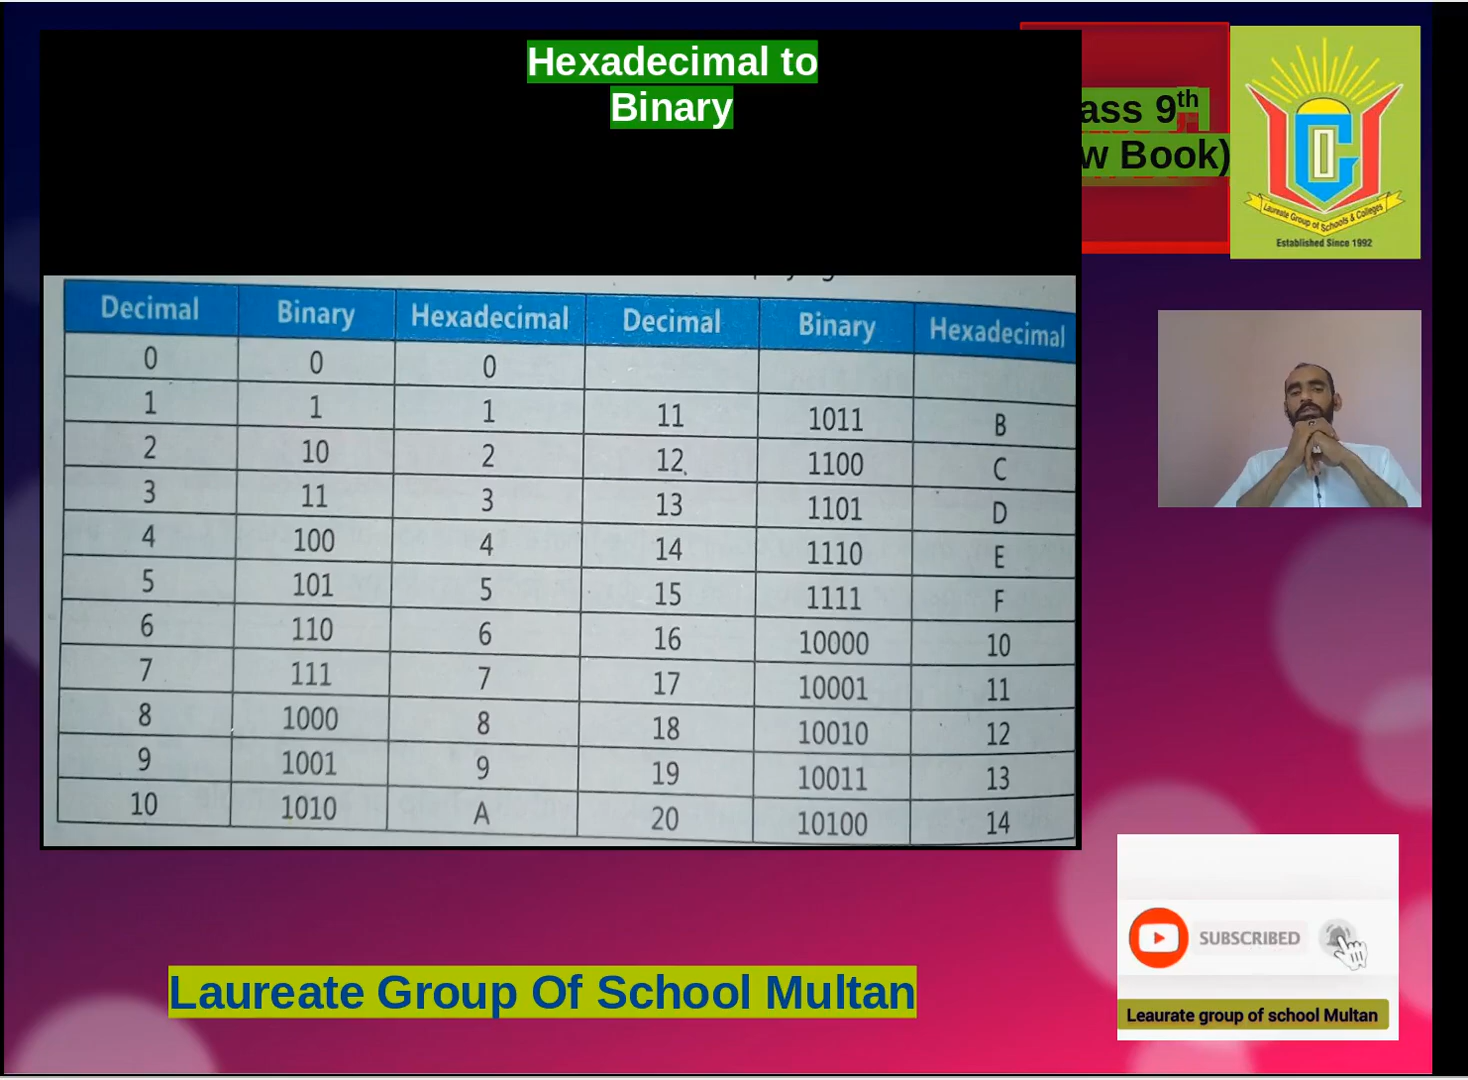 Hexadecimal to
Binary
ass 9th
w Book)
Laureate Group of Schools & Colleges
Established Since 1992
Decimal Binary Hexadecimal Decimal Binary Hexadecimal
0 0 0
1 1 1 11 1011 B
2 10 2 12 1100 C
3 11 3 13 1101 D
4 100 4 14 1110 E
5 101 5 15 1111 F
6 110 6 16 10000 10
7 111 7 17 10001 11
8 1000 8 18 10010 12
9 1001 9 19 10011 13
10 1010 A 20 10100 14
SUBSCRIBED
Leaurate group of school Multan
Laureate Group Of School Multan